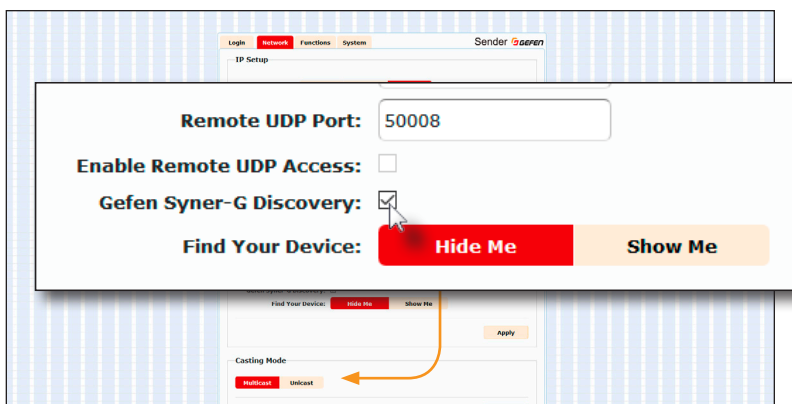 Login Network Functions System Sender GEFEN
IP Setup
Remote UDP Port: 50008
Enable Remote UDP Access:
Gefen Syner-G Discovery:
Find Your Device: Hide Me Show Me
Find Your Device: Hide Me Show Me
Apply
Casting Mode
Multicast Unicast